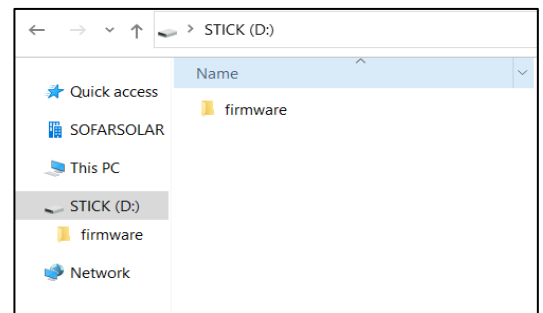 STICK (D:)
Name
Quick access
firmware
SOFARSOLAR
This PC
STICK (D:)
firmware
Network